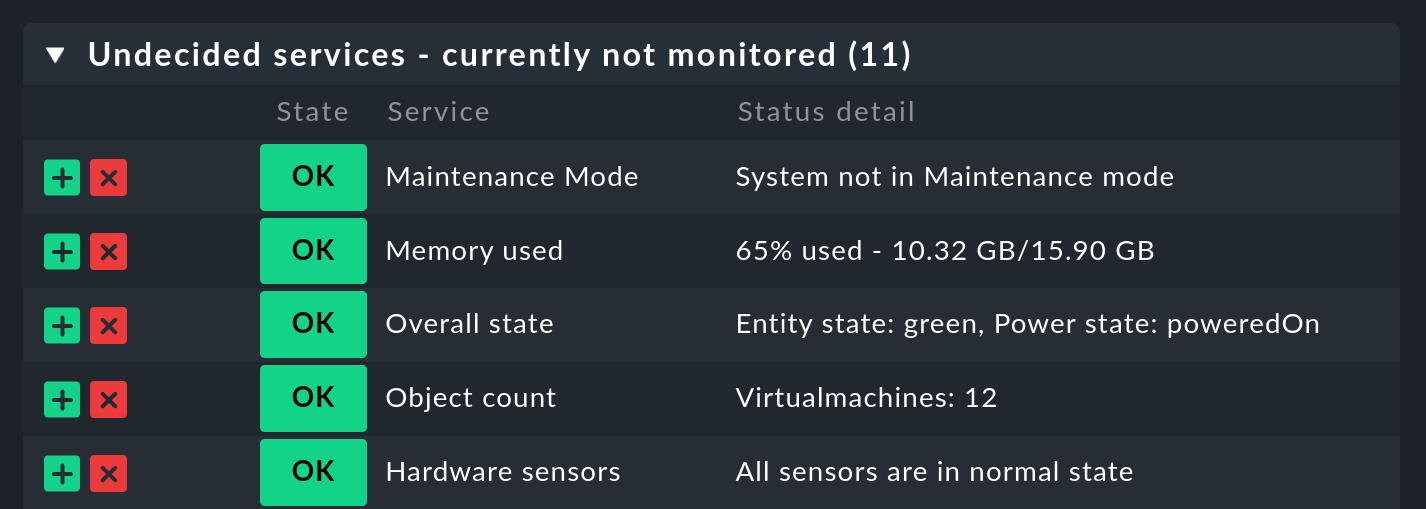 Undecided services - currently not monitored (11)
State Service Status detail
OK Maintenance Mode System not in Maintenance mode
OK Memory used 65% used - 10.32 GB/15.90 GB
OK Overall state Entity state: green, Power state: poweredOn
OK Object count Virtualmachines: 12
OK Hardware sensors All sensors are in normal state